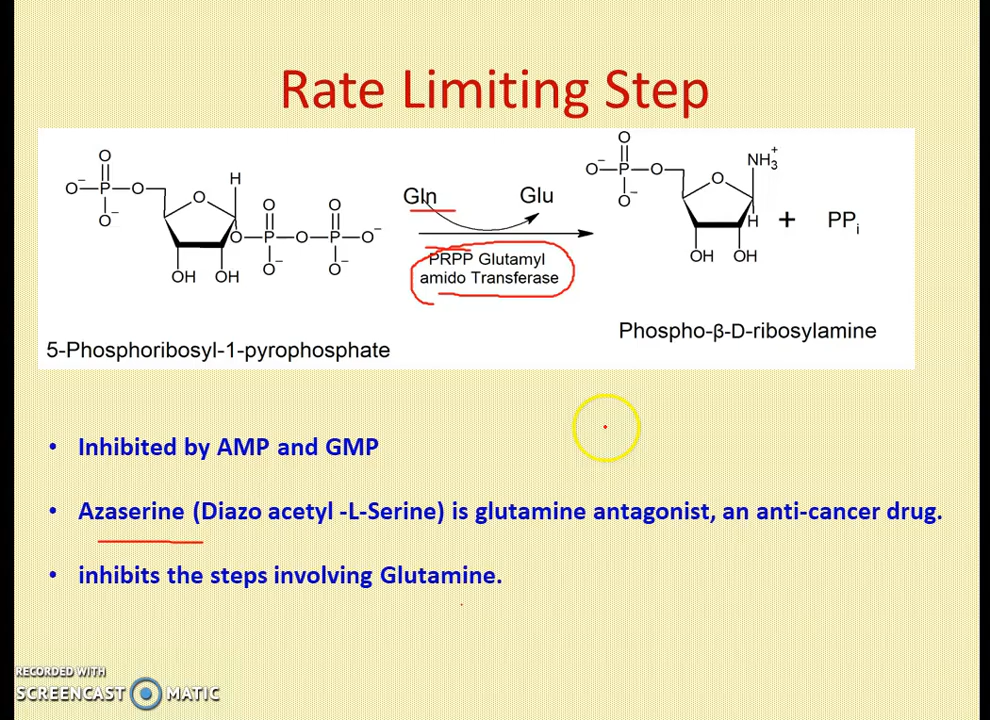 Rate Limiting Step
O
O⁻ P O
O⁻
O H
O O
O P O P O⁻
O⁻ O⁻
OH OH
Gln Glu
PRPP Glutamyl
amido Transferase
O
O⁻ P O
O⁻
O NH₃⁺
H
OH OH
+ PPi
5-Phosphoribosyl-1-pyrophosphate
Phospho-β-D-ribosylamine
• Inhibited by AMP and GMP
• Azaserine (Diazo acetyl -L-Serine) is glutamine antagonist, an anti-cancer drug.
• inhibits the steps involving Glutamine.
RECORDED WITH
SCREENCAST MATIC